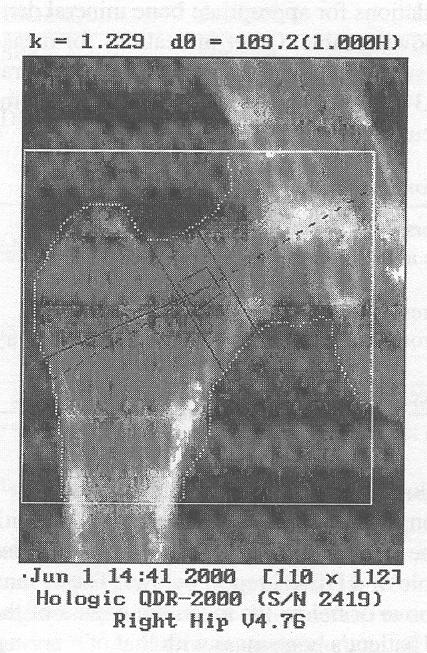 k = 1.229 d0 = 109.2(1.000H)
·Jun 1 14:41 2000 [110 x 112]
Hologic QDR-2000 (S/N 2419)
Right Hip V4.76